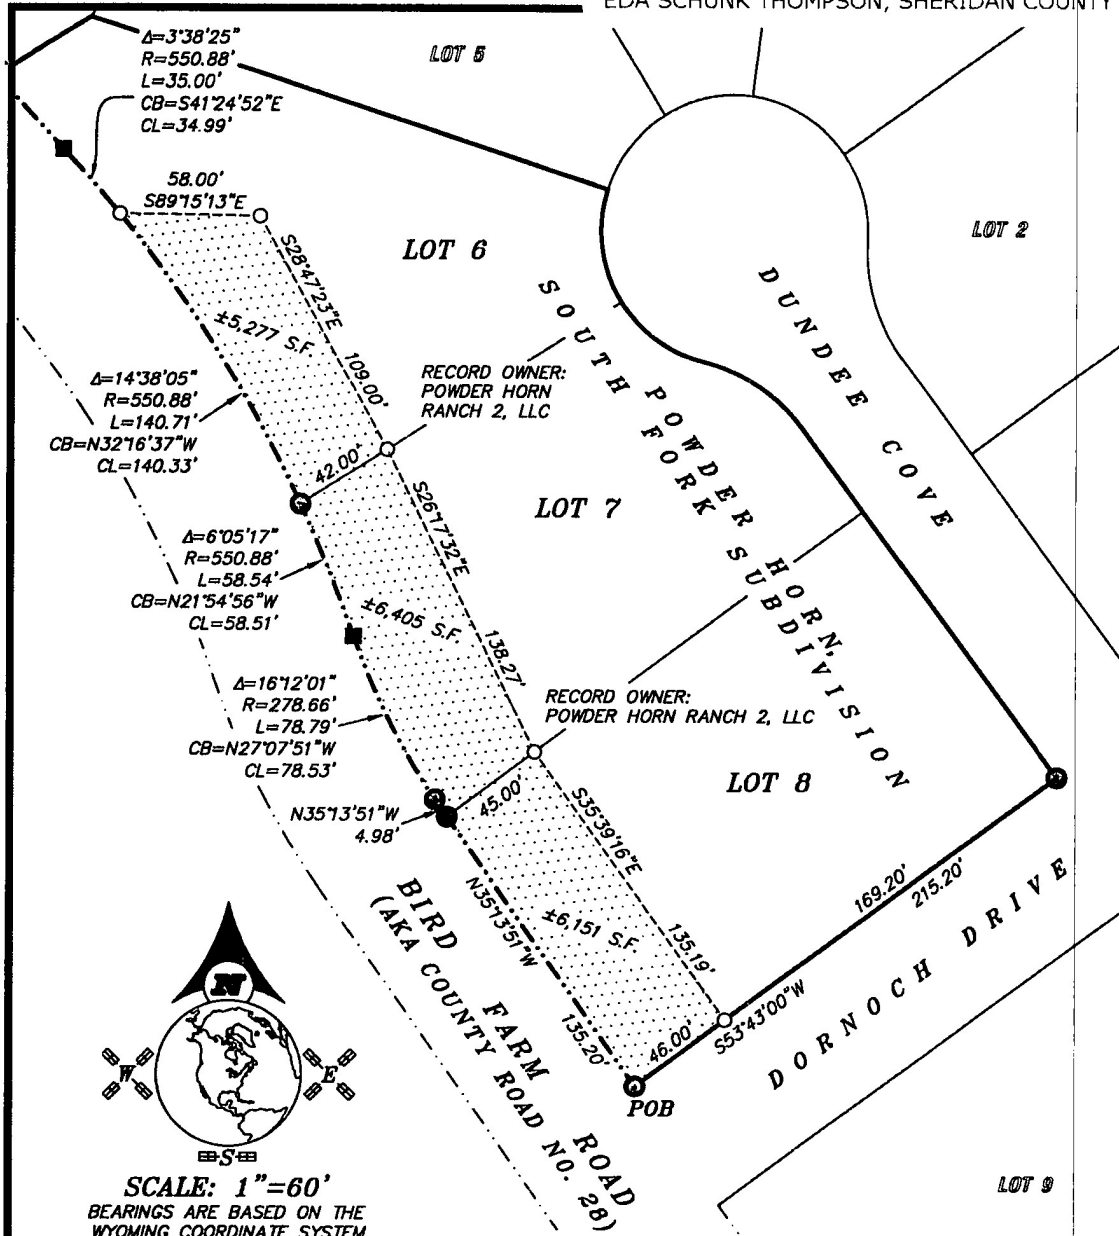 EDA SCHUNK THOMPSON, SHERIDAN COUNTY
Δ=3°38'25"
R=550.88'
L=35.00'
CB=S41°24'52"E
CL=34.99'
LOT 5
58.00'
S89°15'13"E
LOT 6
LOT 2
S28°47'23"E
109.00'
±5,277 S.F.
DUNDEE COVE
SOUTH FORK SUBDIVISION
POWDER HORN,
RECORD OWNER:
POWDER HORN
RANCH 2, LLC
Δ=14°38'05"
R=550.88'
L=140.71'
CB=N32°16'37"W
CL=140.33'
42.00'
LOT 7
S26°17'32"E
138.27'
Δ=6°05'17"
R=550.88'
L=58.54'
CB=N21°54'56"W
CL=58.51'
±6,405 S.F.
Δ=16°12'01"
R=278.66'
L=78.79'
CB=N27°07'51"W
CL=78.53'
RECORD OWNER:
POWDER HORN RANCH 2, LLC
LOT 8
N35°13'51"W
4.98'
45.00'
S35°39'16"E
135.19'
N35°13'51"W
135.20'
±6,151 S.F.
169.20'
215.20'
S53°43'00"W
46.00'
DORNOCH DRIVE
POB
BIRD FARM ROAD
(AKA COUNTY ROAD NO. 28)
N
W
E
S
SCALE: 1"=60'
BEARINGS ARE BASED ON THE
WYOMING COORDINATE SYSTEM
LOT 9